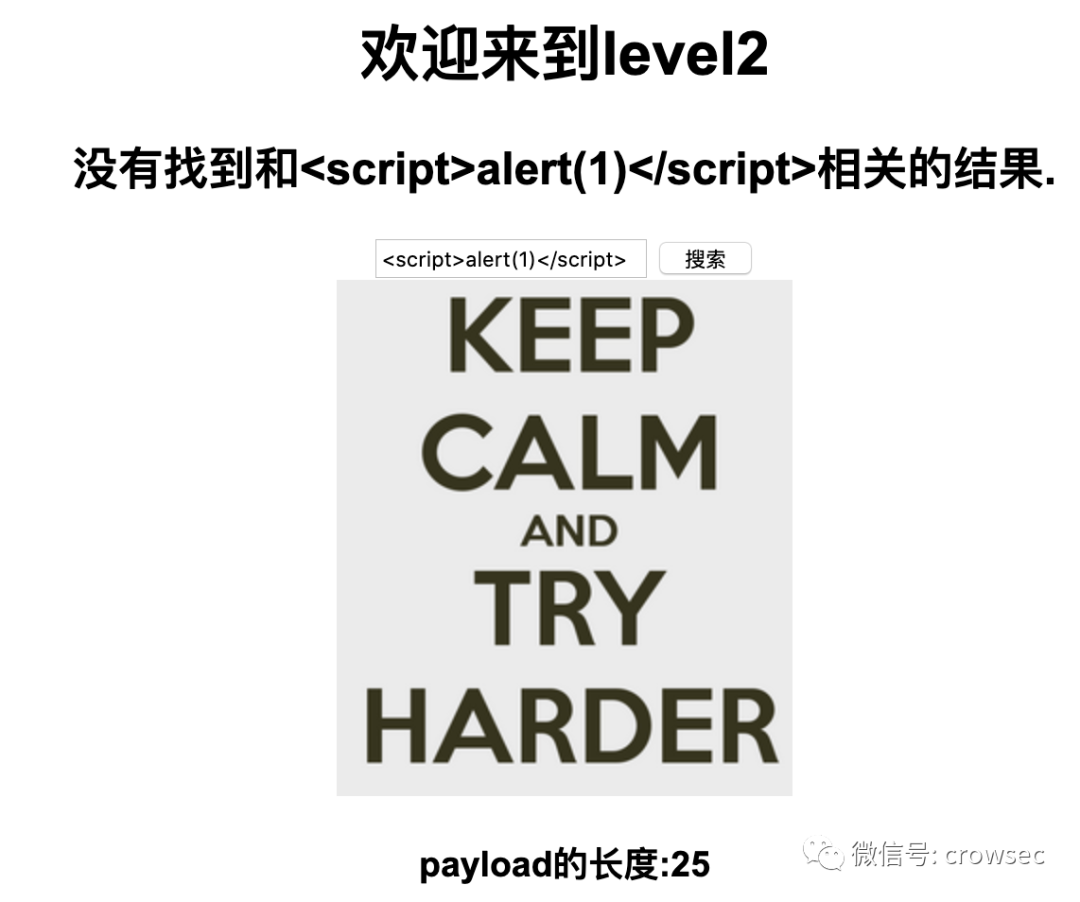 欢迎来到level2
没有找到和<script>alert(1)</script>相关的结果.
<script>alert(1)</script> 搜索
KEEP
CALM
AND
TRY
HARDER
payload的长度:25
微信号: crowsec